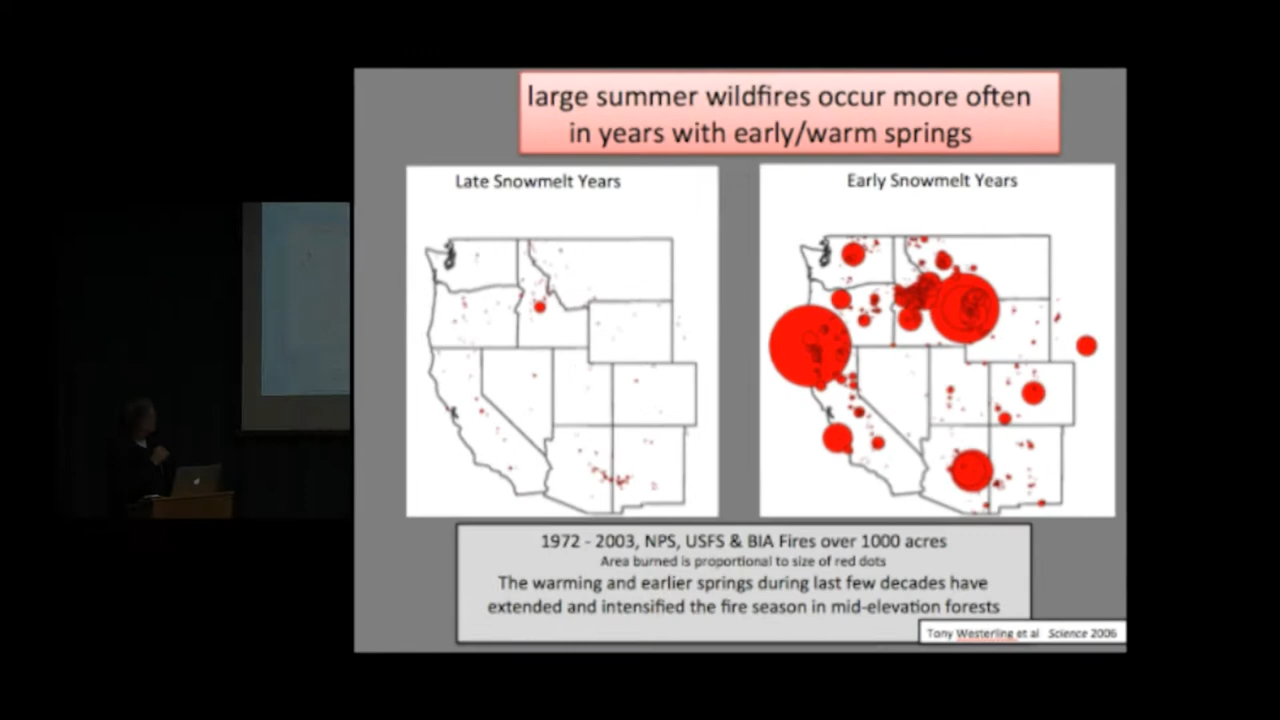 large summer wildfires occur more often
in years with early/warm springs
Late Snowmelt Years
Early Snowmelt Years
1972 - 2003, NPS, USFS & BIA Fires over 1000 acres
Area burned is proportional to size of red dots
The warming and earlier springs during last few decades have
extended and intensified the fire season in mid-elevation forests
Tony Westerling et al Science 2006